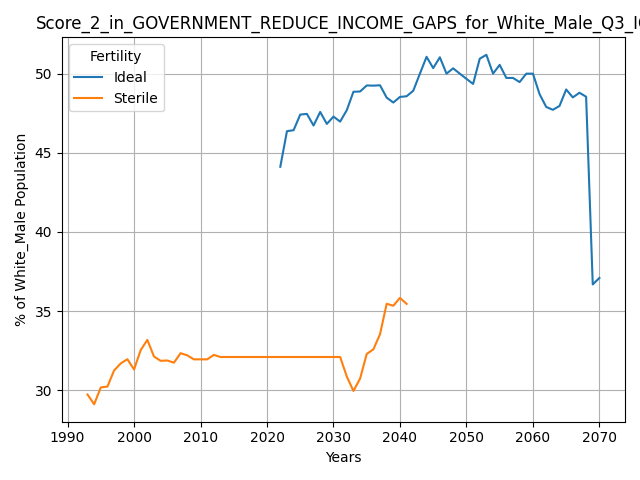 Score_2_in_GOVERNMENT_REDUCE_INCOME_GAPS_for_White_Male_Q3_I
Fertility
Ideal
Sterile
% of White_Male Population
50
45
40
35
30
1990 2000 2010 2020 2030 2040 2050 2060 2070
Years